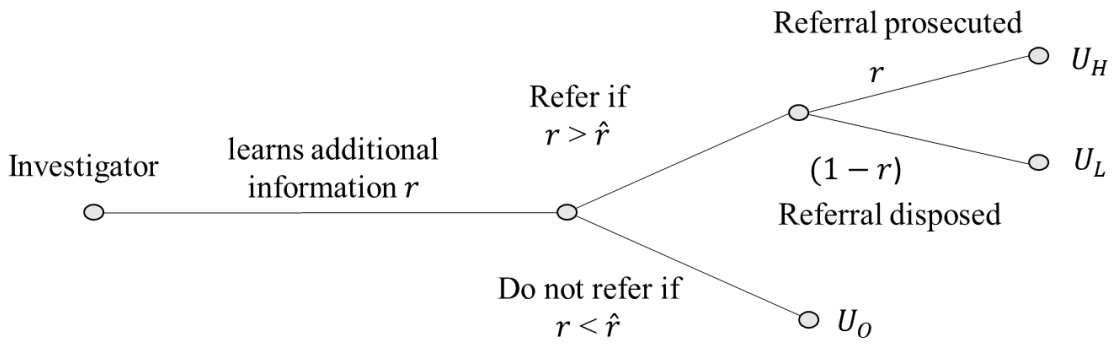 Investigator
learns additional
information r
Refer if
r > r̂
Do not refer if
r < r̂
Referral prosecuted
r
U_H
(1 − r)
U_L
Referral disposed
U_O